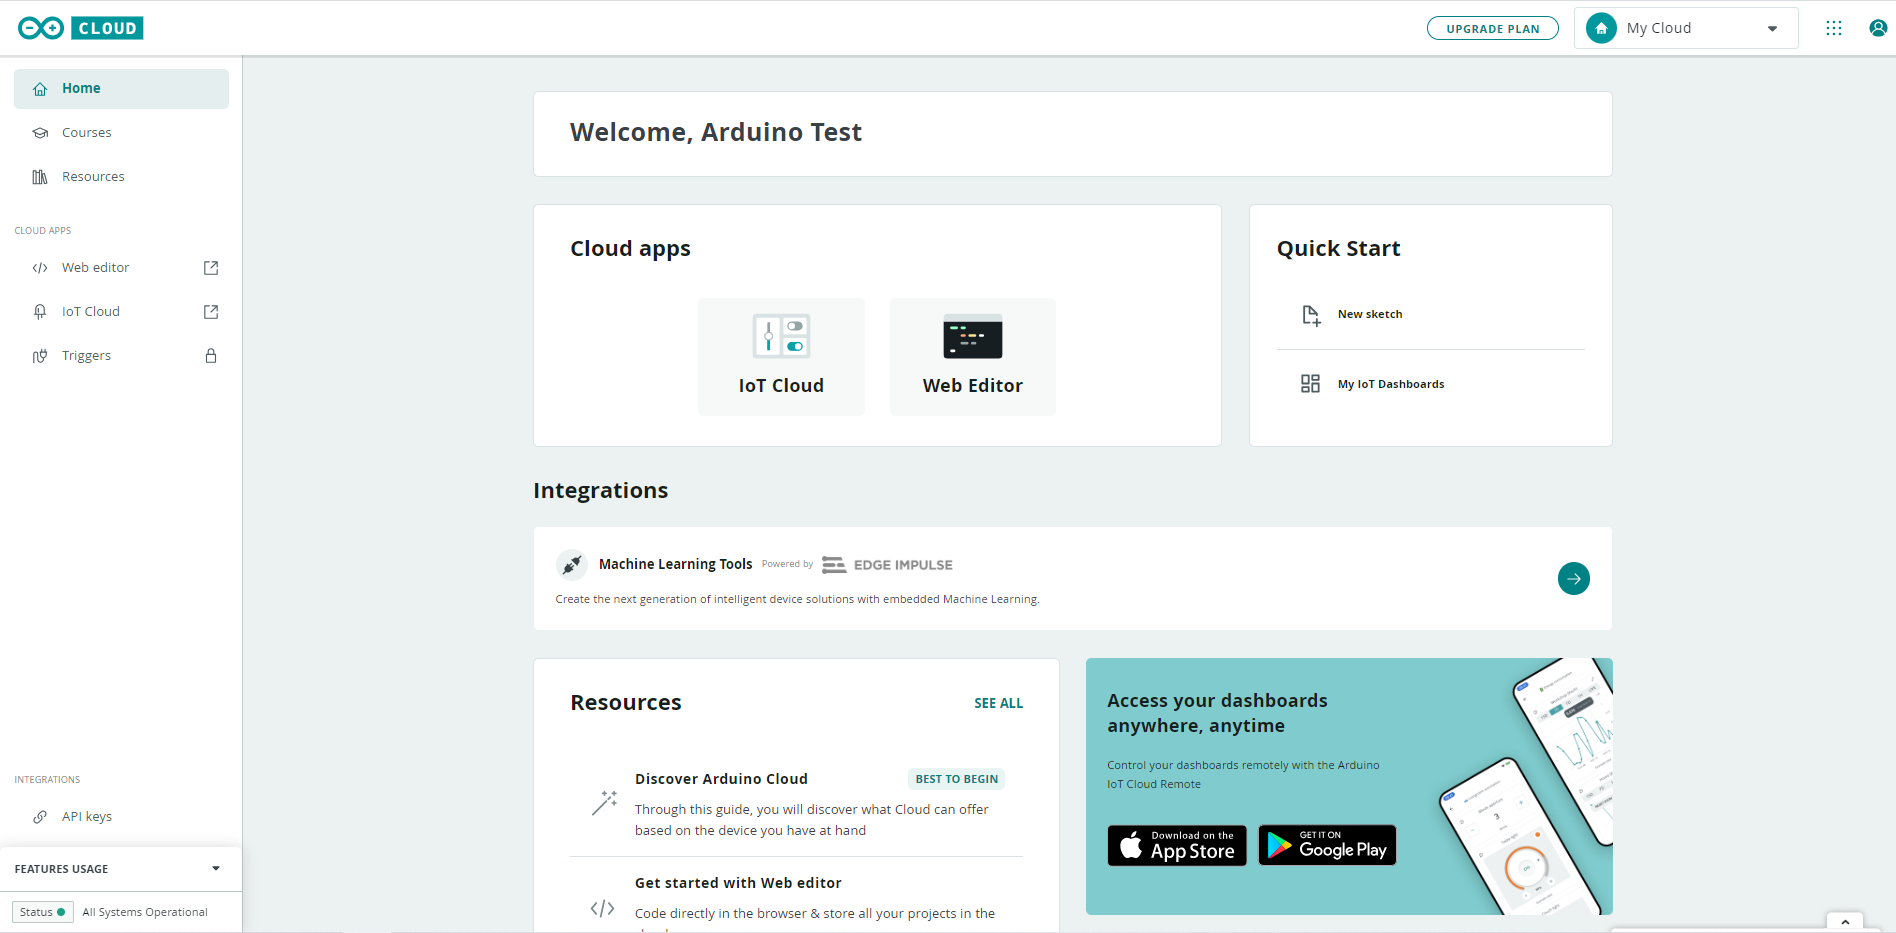 CLOUD
UPGRADE PLAN
My Cloud
Home
Courses
Resources
CLOUD APPS
Web editor
IoT Cloud
Triggers
INTEGRATIONS
API keys
FEATURES USAGE
Status
All Systems Operational
Welcome, Arduino Test
Cloud apps
IoT Cloud
Web Editor
Quick Start
New sketch
My IoT Dashboards
Integrations
Machine Learning Tools Powered by EDGE IMPULSE
Create the next generation of intelligent device solutions with embedded Machine Learning.
Resources
SEE ALL
Discover Arduino Cloud
BEST TO BEGIN
Through this guide, you will discover what Cloud can offer
based on the device you have at hand
Get started with Web editor
Code directly in the browser & store all your projects in the
Access your dashboards
anywhere, anytime
Control your dashboards remotely with the Arduino
IoT Cloud Remote
Download on the
App Store
GET IT ON
Google Play